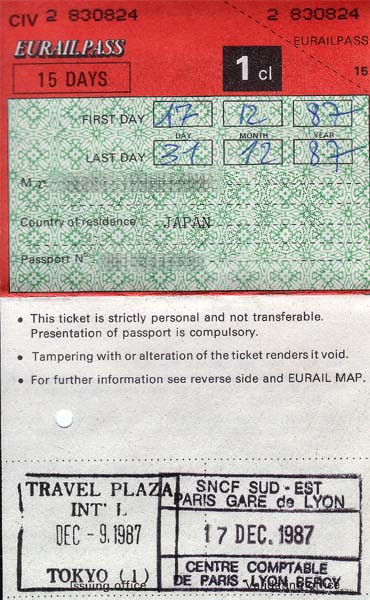 CIV 2 830824
2 830824
EURAILPASS
EURAILPASS
15 DAYS
1 cl
15
FIRST DAY 17 12 87
DAY MONTH YEAR
LAST DAY 31 12 87
M
Country of residence JAPAN
Passport N°
• This ticket is strictly personal and not transferable.
Presentation of passport is compulsory.
• Tampering with or alteration of the ticket renders it void.
• For further information see reverse side and EURAIL MAP.
TRAVEL PLAZA
INT'L
DEC -9.1987
TOKYO (1)
Issuing office
SNCF SUD-EST
PARIS GARE de LYON
17 DEC. 1987
CENTRE COMPTABLE
DE PARIS LYON BERCY